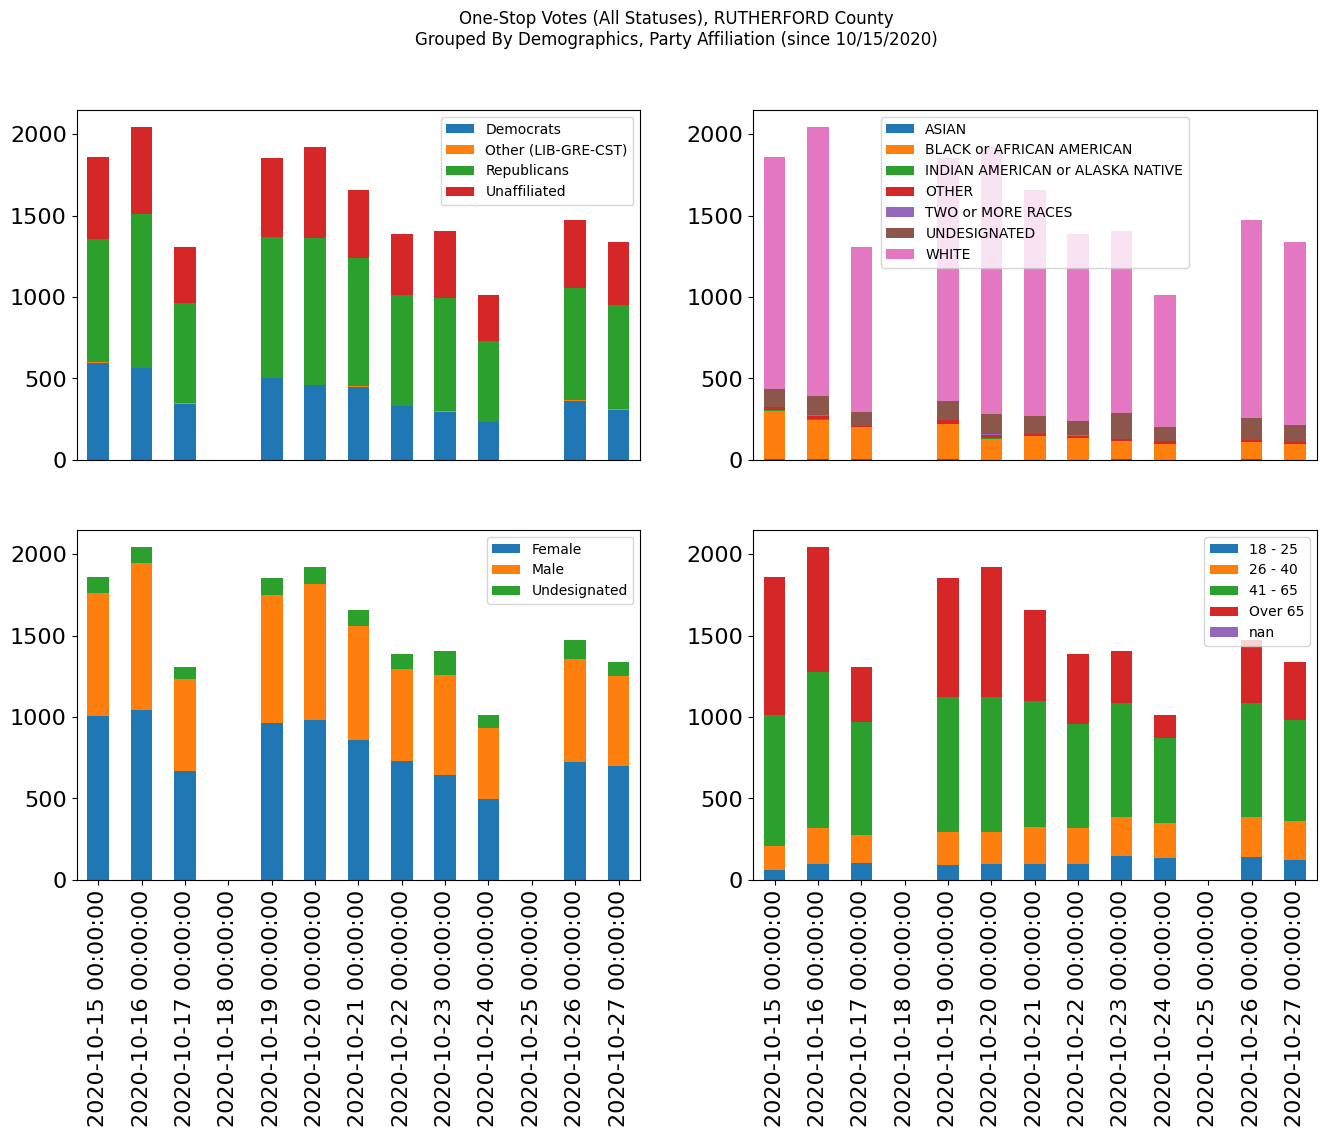 One-Stop Votes (All Statuses), RUTHERFORD County
Grouped By Demographics, Party Affiliation (since 10/15/2020)
2000
1500
1000
500
0
Democrats
Other (LIB-GRE-CST)
Republicans
Unaffiliated
2000
1500
1000
500
0
ASIAN
BLACK or AFRICAN AMERICAN
INDIAN AMERICAN or ALASKA NATIVE
OTHER
TWO or MORE RACES
UNDESIGNATED
WHITE
2000
1500
1000
500
0
Female
Male
Undesignated
2020-10-15 00:00:00
2020-10-16 00:00:00
2020-10-17 00:00:00
2020-10-18 00:00:00
2020-10-19 00:00:00
2020-10-20 00:00:00
2020-10-21 00:00:00
2020-10-22 00:00:00
2020-10-23 00:00:00
2020-10-24 00:00:00
2020-10-25 00:00:00
2020-10-26 00:00:00
2020-10-27 00:00:00
2000
1500
1000
500
0
18 - 25
26 - 40
41 - 65
Over 65
nan
2020-10-15 00:00:00
2020-10-16 00:00:00
2020-10-17 00:00:00
2020-10-18 00:00:00
2020-10-19 00:00:00
2020-10-20 00:00:00
2020-10-21 00:00:00
2020-10-22 00:00:00
2020-10-23 00:00:00
2020-10-24 00:00:00
2020-10-25 00:00:00
2020-10-26 00:00:00
2020-10-27 00:00:00